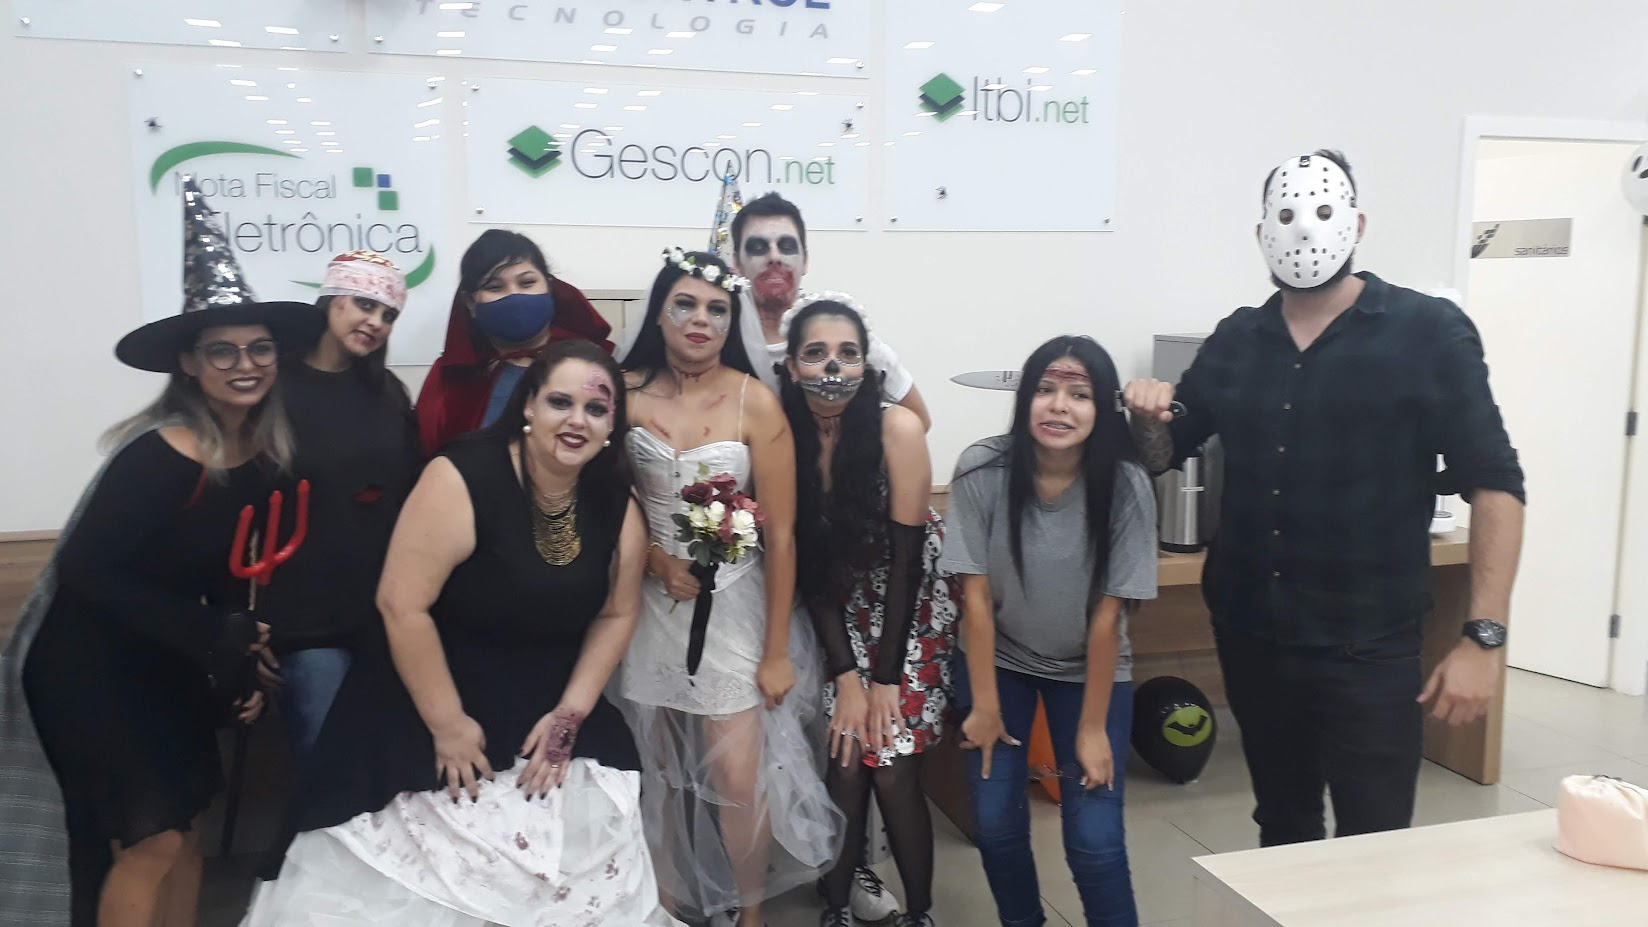 TECNOLOGIA
Nota Fiscal
Eletrônica
Gescon.net
Itbi.net
sanitários